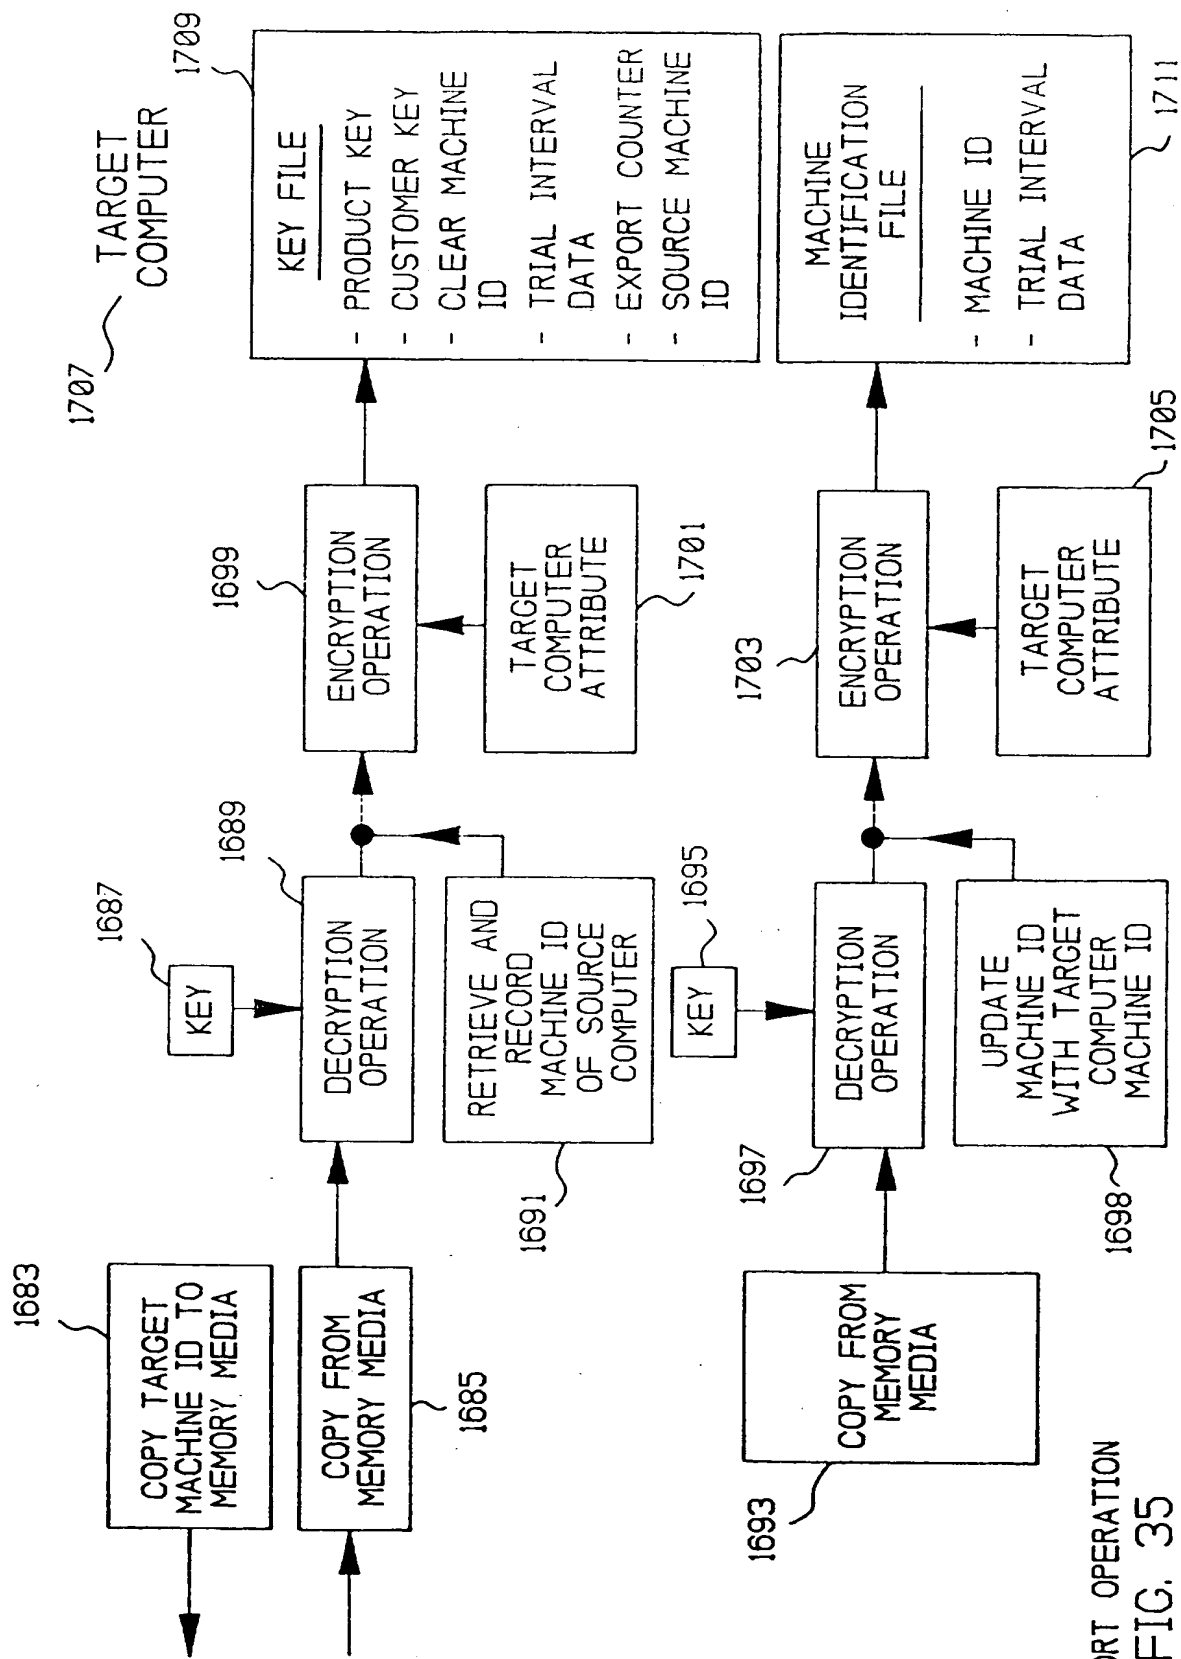 1707
TARGET
COMPUTER
1683
COPY TARGET
MACHINE ID TO
MEMORY MEDIA
COPY FROM
MEMORY MEDIA
1685
1687
KEY
1689
DECRYPTION
OPERATION
RETRIEVE AND
RECORD
MACHINE ID
OF SOURCE
COMPUTER
1691
1699
ENCRYPTION
OPERATION
TARGET
COMPUTER
ATTRIBUTE
1701
1709
KEY FILE
- PRODUCT KEY
- CUSTOMER KEY
- CLEAR MACHINE
ID
- TRIAL INTERVAL
DATA
- EXPORT COUNTER
- SOURCE MACHINE
ID
COPY FROM
MEMORY
MEDIA
1693
KEY
1695
1697
DECRYPTION
OPERATION
UPDATE
MACHINE ID
WITH TARGET
COMPUTER
MACHINE ID
1698
1703
ENCRYPTION
OPERATION
TARGET
COMPUTER
ATTRIBUTE
1705
MACHINE
IDENTIFICATION
FILE
- MACHINE ID
- TRIAL INTERVAL
DATA
1711
OPERATION
FIG. 35